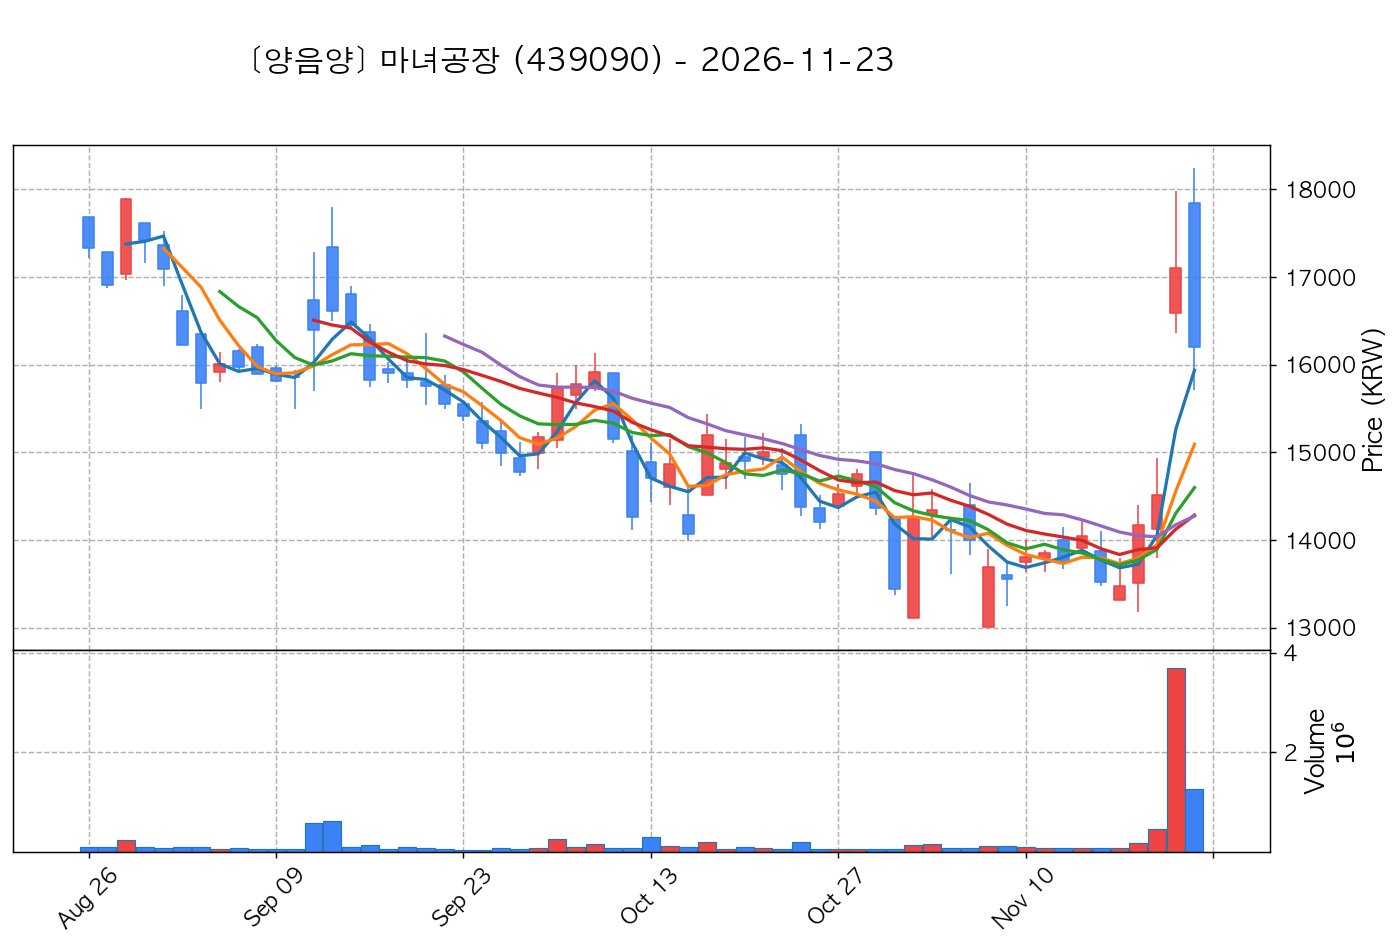 〔양음양〕 마녀공장 (439090) - 2026-11-23
18000
17000
16000
15000
14000
13000
Price (KRW)
4
2
Volume
10⁶
Aug 26
Sep 09
Sep 23
Oct 13
Oct 27
Nov 10